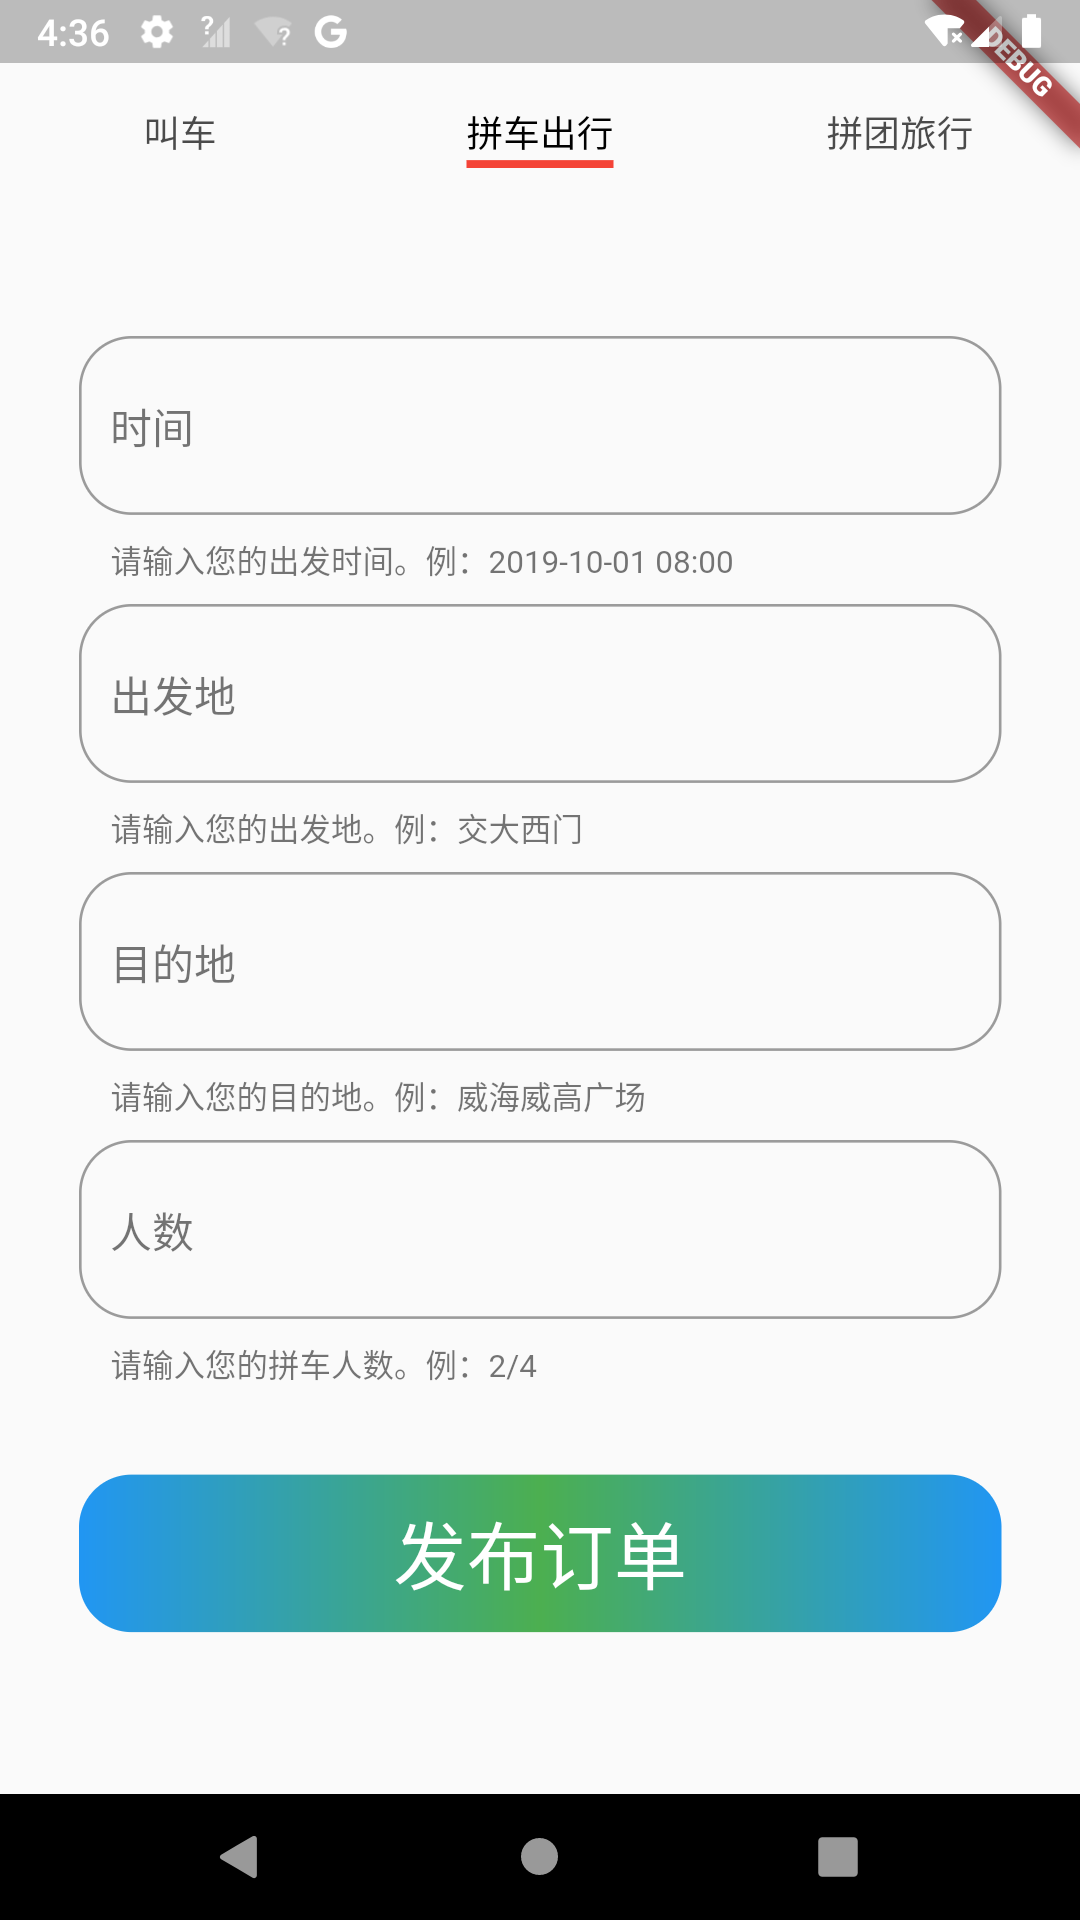 4:36
DEBUG
叫车 拼车出行 拼团旅行
时间
请输入您的出发时间。例：2019-10-01 08:00
出发地
请输入您的出发地。例：交大西门
目的地
请输入您的目的地。例：威海威高广场
人数
请输入您的拼车人数。例：2/4
发布订单